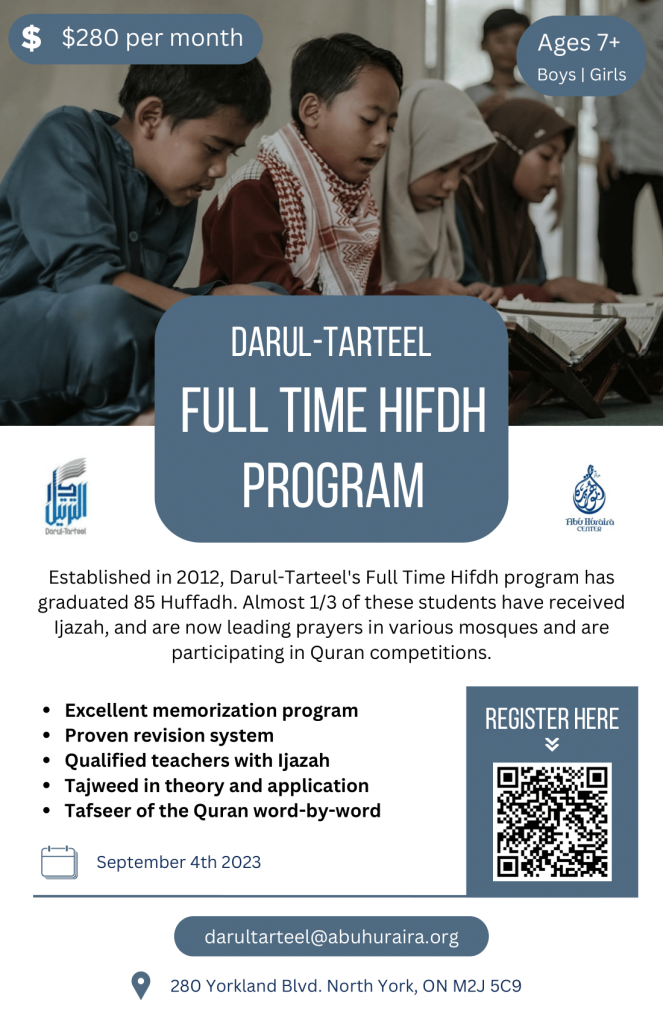 $ $280 per month
Ages 7+
Boys | Girls
DARUL-TARTEEL
FULL TIME HIFDH
PROGRAM
دار
الترتيل
Darul-Tarteel
Abu Huraira
CENTER
Established in 2012, Darul-Tarteel's Full Time Hifdh program has
graduated 85 Huffadh. Almost 1/3 of these students have received
Ijazah, and are now leading prayers in various mosques and are
participating in Quran competitions.
• Excellent memorization program
• Proven revision system
• Qualified teachers with Ijazah
• Tajweed in theory and application
• Tafseer of the Quran word-by-word
REGISTER HERE
September 4th 2023
darultarteel@abuhuraira.org
280 Yorkland Blvd. North York, ON M2J 5C9